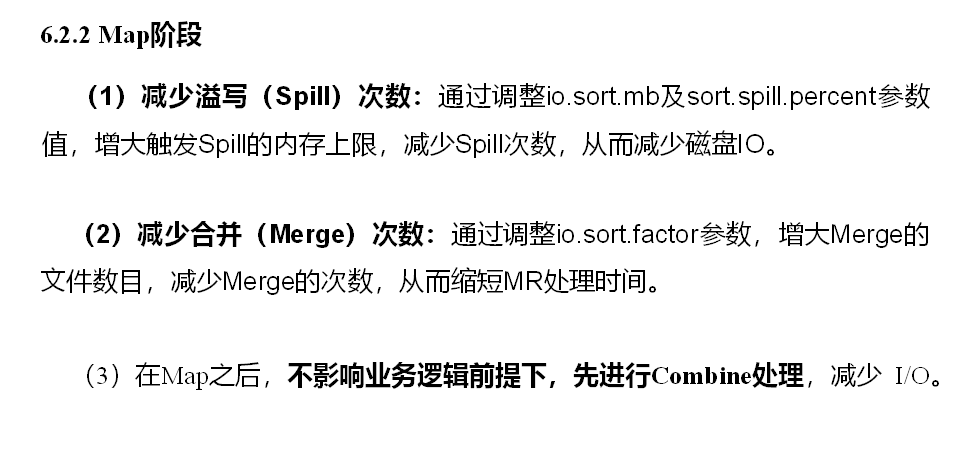 6.2.2 Map阶段
（1）减少溢写（Spill）次数：通过调整io.sort.mb及sort.spill.percent参数
值，增大触发Spill的内存上限，减少Spill次数，从而减少磁盘IO。
（2）减少合并（Merge）次数：通过调整io.sort.factor参数，增大Merge的
文件数目，减少Merge的次数，从而缩短MR处理时间。
（3）在Map之后，不影响业务逻辑前提下，先进行Combine处理，减少 I/O。